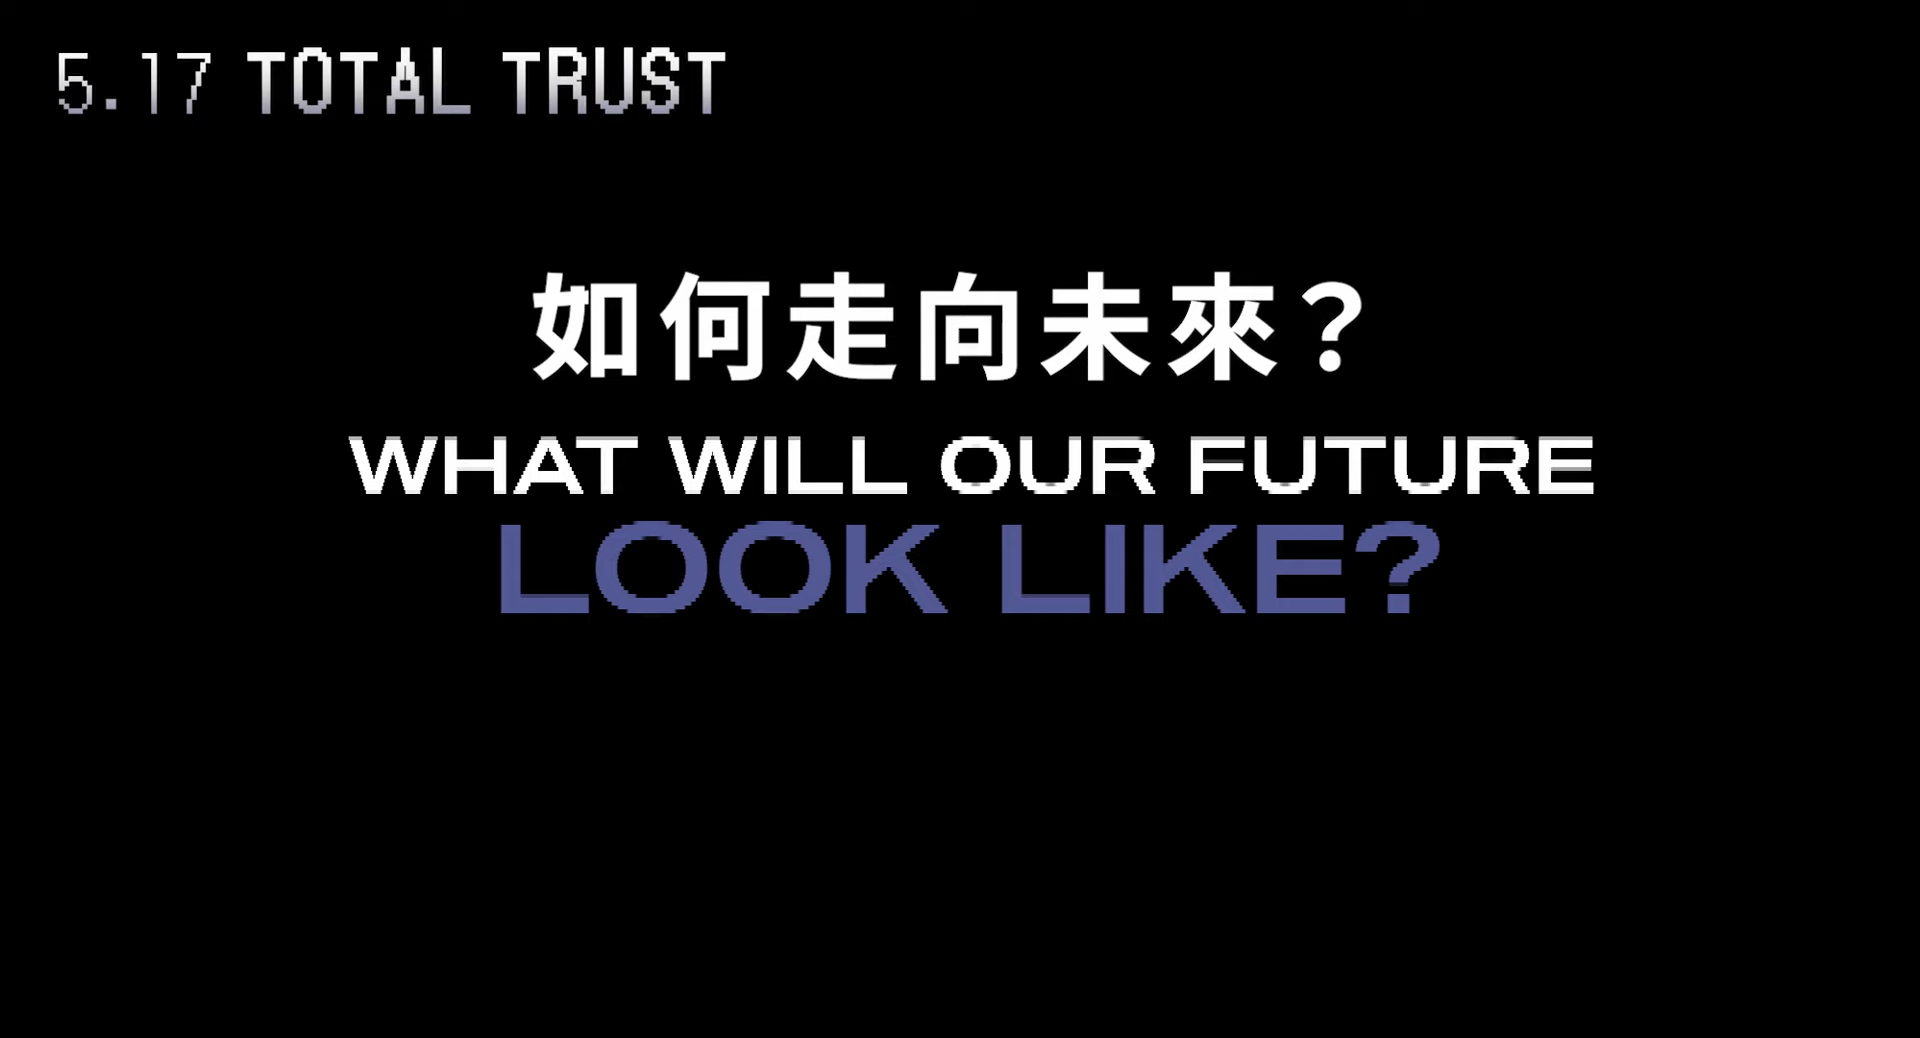 5.17 TOTAL TRUST
如何走向未來？
WHAT WILL OUR FUTURE
LOOK LIKE?